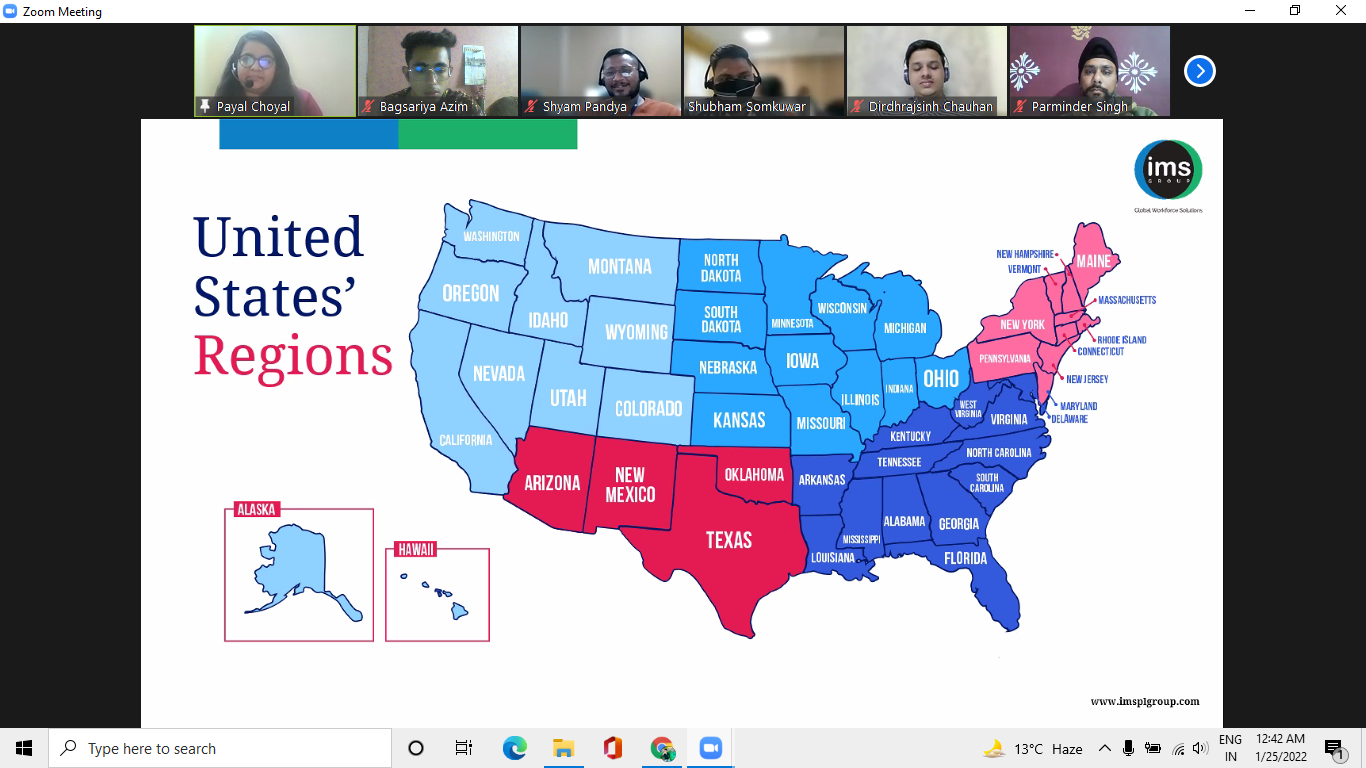 Zoom Meeting
Payal Choyal
Bagsariya Azim
Shyam Pandya
Shubham Somkuwar
Dirdhrajsinh Chauhan
Parminder Singh
ims
GROUP
Global Workforce Solutions
United
States’
Regions
WASHINGTON
MONTANA
NORTH
DAKOTA
NEW HAMPSHIRE
VERMONT
MAINE
OREGON
IDAHO
WYOMING
SOUTH
DAKOTA
MINNESOTA
WISCONSIN
MICHIGAN
NEW YORK
MASSACHUSETTS
RHODE ISLAND
CONNECTICUT
PENNSYLVANIA
NEW JERSEY
NEVADA
UTAH
COLORADO
NEBRASKA
IOWA
ILLINOIS
INDIANA
OHIO
MARYLAND
DELAWARE
CALIFORNIA
KANSAS
MISSOURI
KENTUCKY
WEST
VIRGINIA
VIRGINIA
ARIZONA
NEW
MEXICO
OKLAHOMA
ARKANSAS
TENNESSEE
NORTH CAROLINA
SOUTH
CAROLINA
TEXAS
LOUISIANA
MISSISSIPPI
ALABAMA
GEORGIA
FLORIDA
ALASKA
HAWAII
www.imsplgroup.com
Type here to search
13°C Haze
ENG
IN
12:42 AM
1/25/2022
1